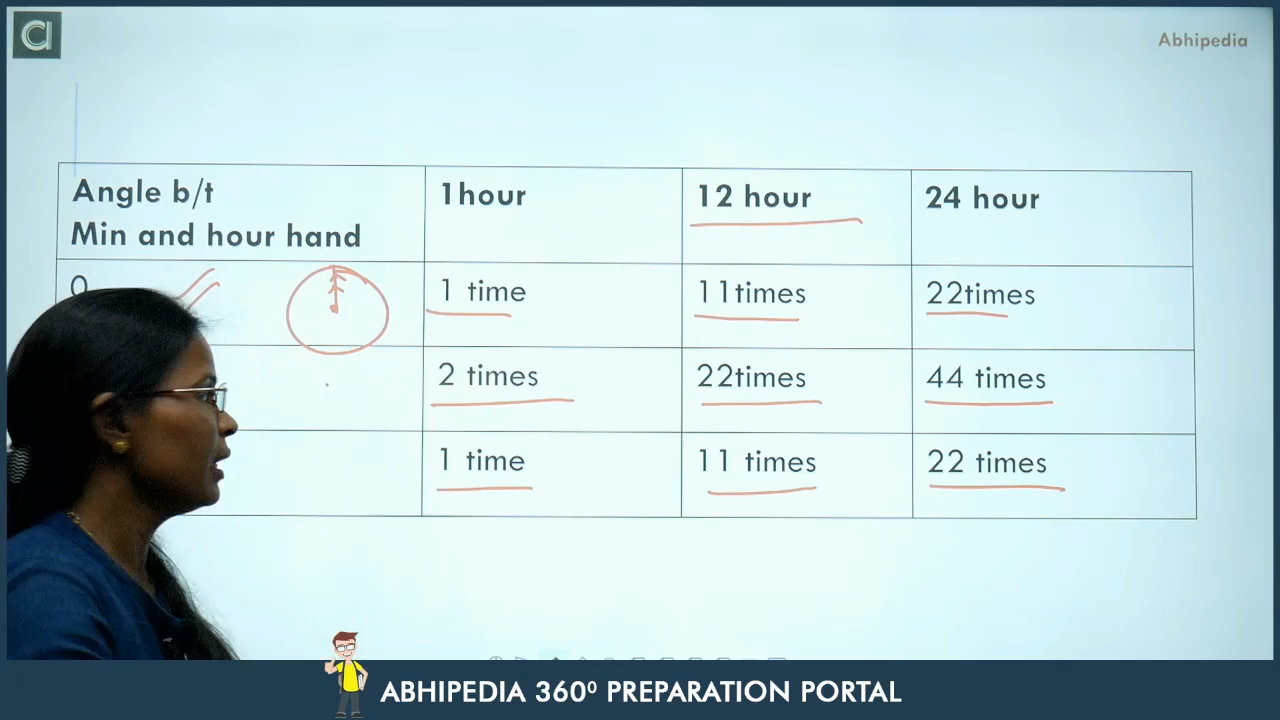 Abhipedia
Angle b/t
Min and hour hand
1hour
12 hour
24 hour
0
1 time
11times
22times
2 times
22times
44 times
1 time
11 times
22 times
ABHIPEDIA 360⁰ PREPARATION PORTAL